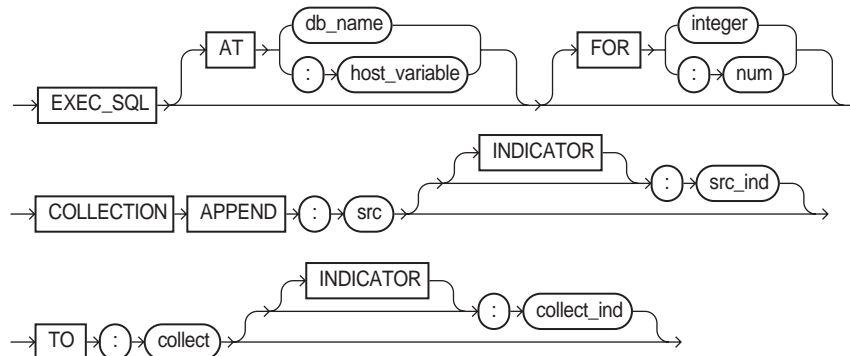 db_name integer
AT FOR
: host_variable : num
EXEC_SQL
INDICATOR
: src_ind
COLLECTION APPEND : src
INDICATOR
: collect_ind
TO : collect